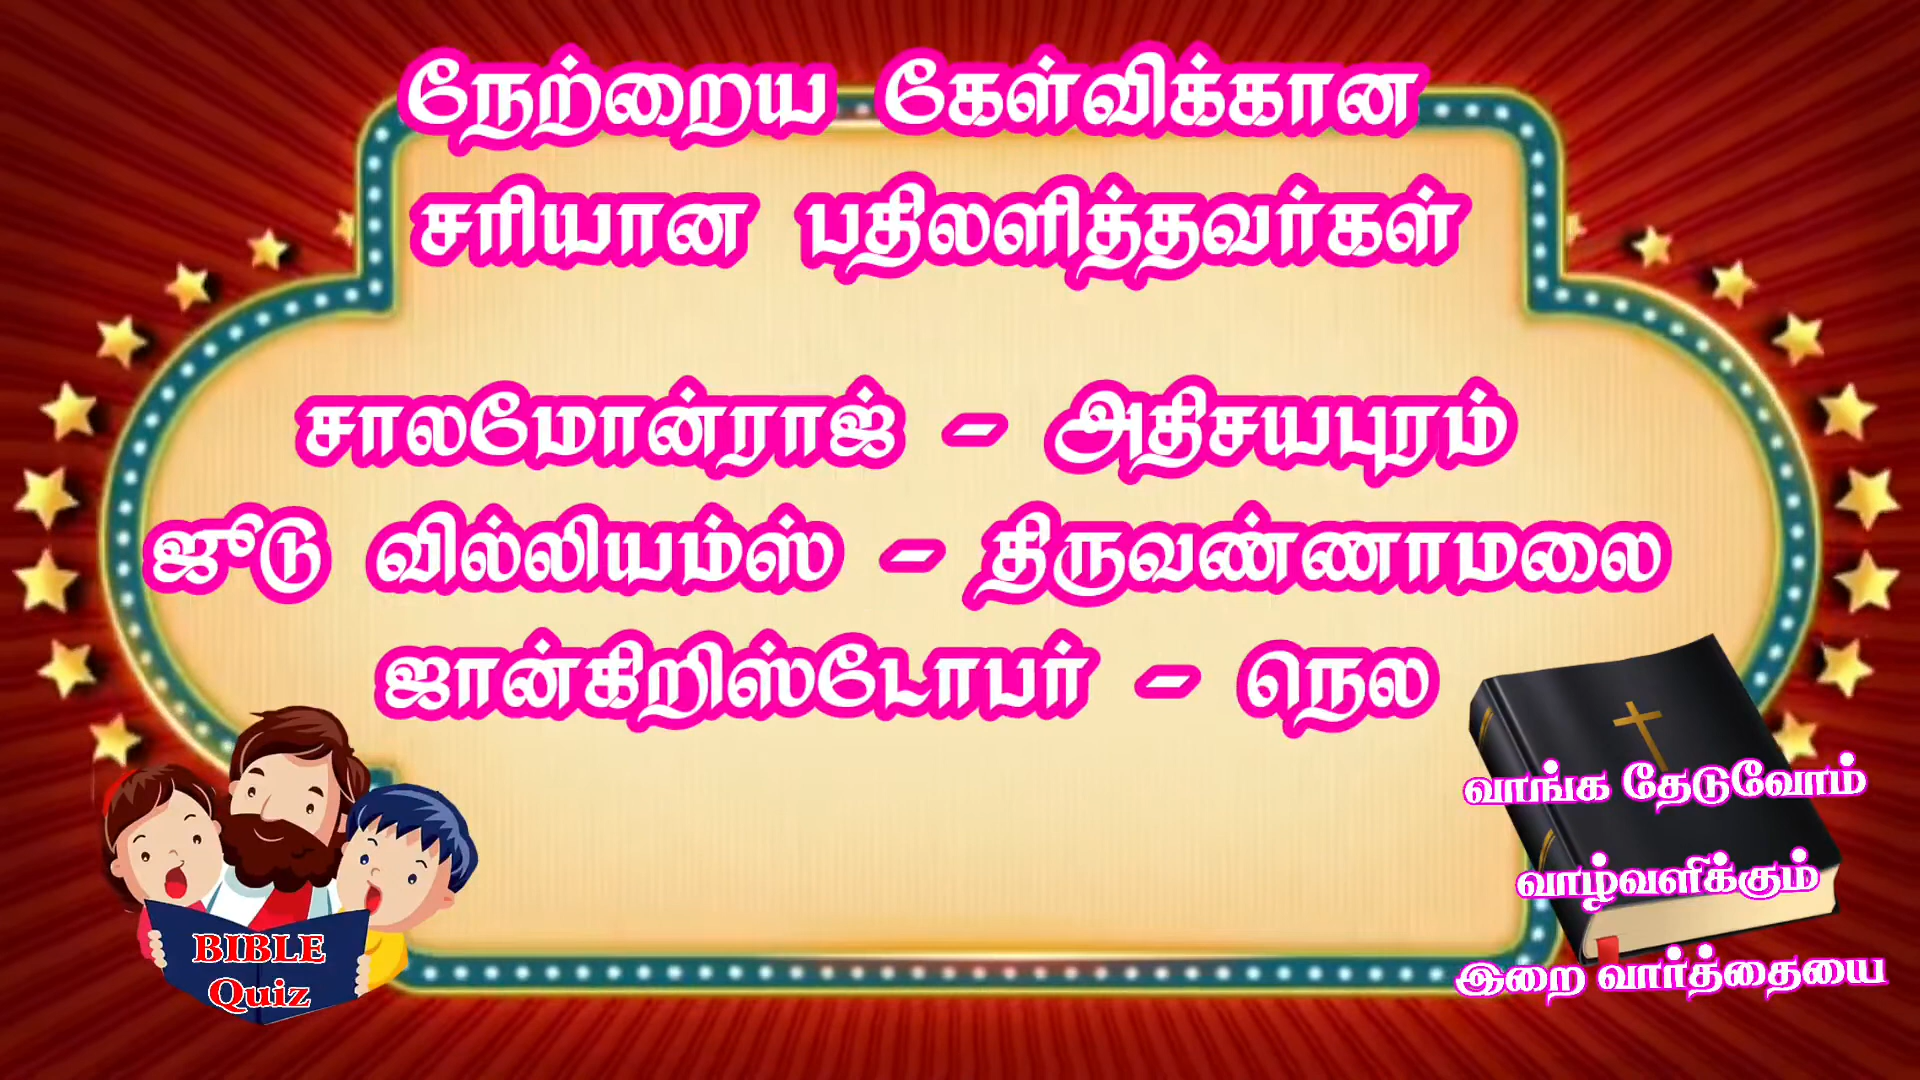 நேற்றைய கேள்விக்கான
சரியான பதிலளித்தவர்கள்
சாலமோன்ராஜ் - அதிசயபுரம்
ஜூடு வில்லியம்ஸ் - திருவண்ணாமலை
ஜான்கிறிஸ்டோபர் - நெல
BIBLE
Quiz
வாங்க தேடுவோம்
வாழ்வளிக்கும்
இறை வார்த்தையை